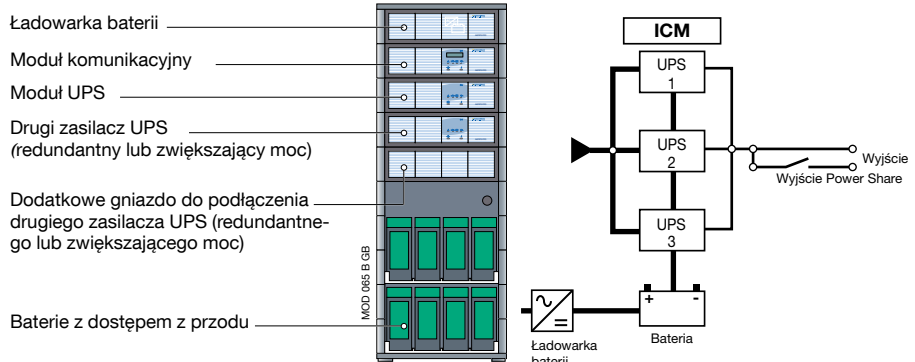 Ładowarka baterii
Moduł komunikacyjny
Moduł UPS
Drugi zasilacz UPS
(redundantny lub zwiększający moc)
Dodatkowe gniazdo do podłączenia
drugiego zasilacza UPS (redundantne-
go lub zwiększającego moc)
Baterie z dostępem z przodu
MOD 065 B GB
ICM
UPS
1
UPS
2
UPS
3
Wyjście
Wyjście Power Share
+ -
Bateria
Ładowarka
baterii